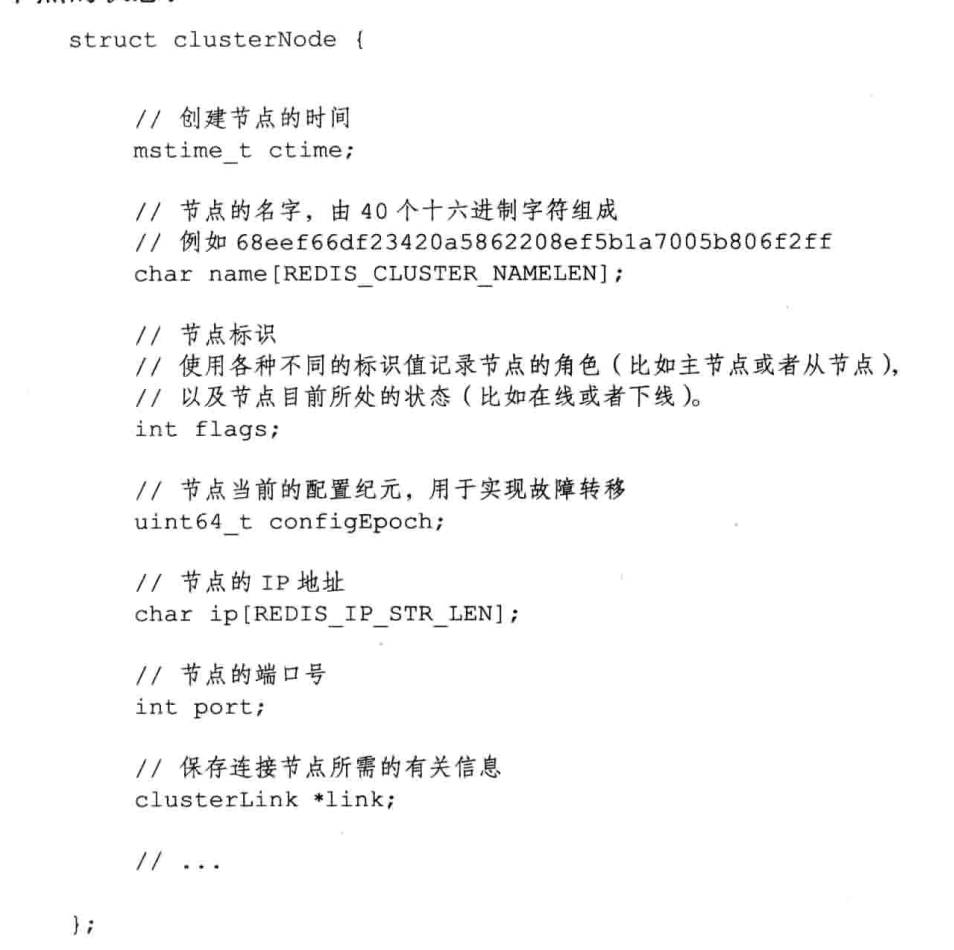 struct clusterNode {
// 创建节点的时间
mstime_t ctime;
// 节点的名字，由 40 个十六进制字符组成
// 例如 68eef66df23420a5862208ef5b1a7005b806f2ff
char name[REDIS_CLUSTER_NAMELEN];
// 节点标识
// 使用各种不同的标识值记录节点的角色（比如主节点或者从节点），
// 以及节点目前所处的状态（比如在线或者下线）。
int flags;
// 节点当前的配置纪元，用于实现故障转移
uint64_t configEpoch;
// 节点的 IP 地址
char ip[REDIS_IP_STR_LEN];
// 节点的端口号
int port;
// 保存连接节点所需的有关信息
clusterLink *link;
// ...
};